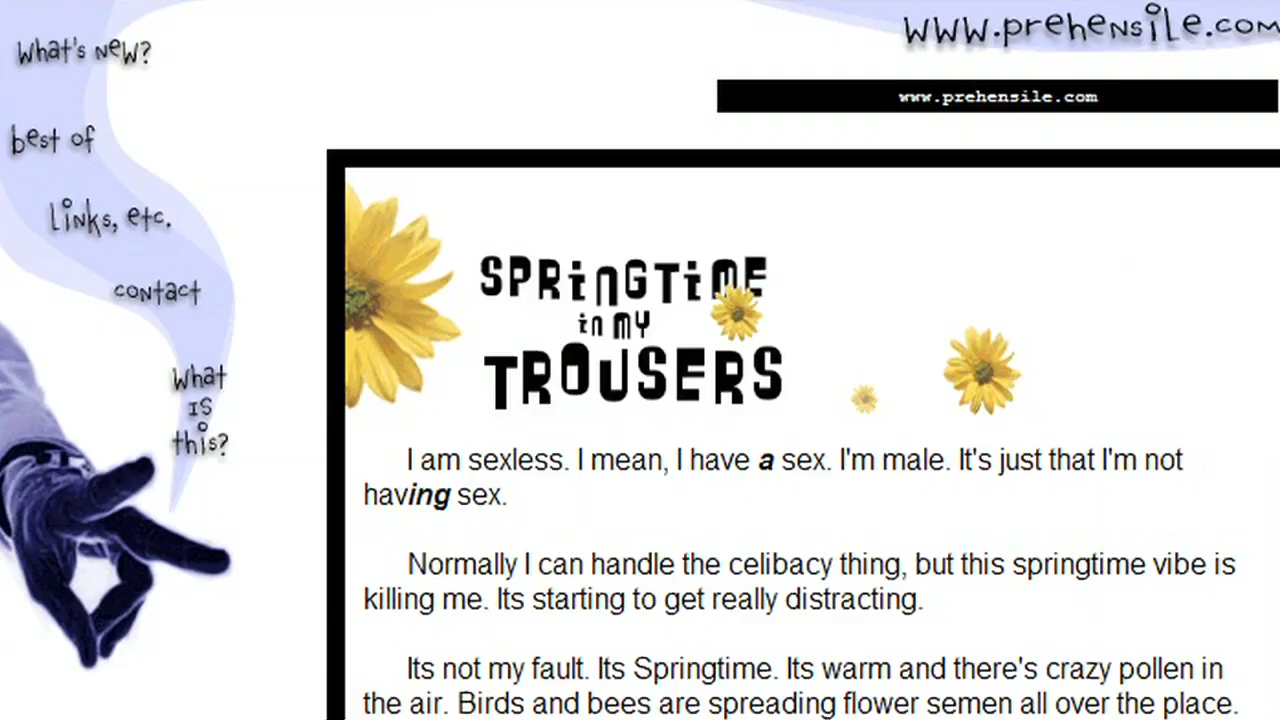 What's new?
best of
Links, etc.
contact
What
is
this?
www.prehensile.com
www.prehensile.com
SPRiNGTiME
in MY
TROUSERS
I am sexless. I mean, I have a sex. I'm male. It's just that I'm not
having sex.
Normally I can handle the celibacy thing, but this springtime vibe is
killing me. Its starting to get really distracting.
Its not my fault. Its Springtime. Its warm and there's crazy pollen in
the air. Birds and bees are spreading flower semen all over the place.